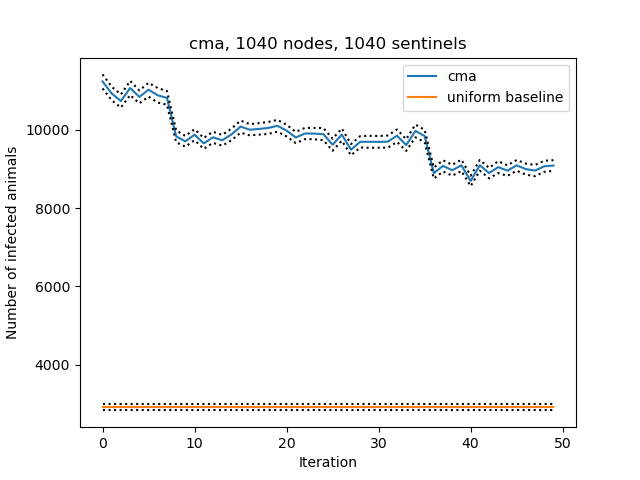 cma, 1040 nodes, 1040 sentinels
cma
uniform baseline
Number of infected animals
10000
8000
6000
4000
0 10 20 30 40 50
Iteration